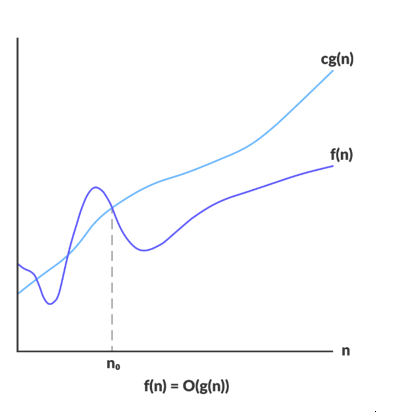 cg(n)
f(n)
n
n₀
f(n) = O(g(n))